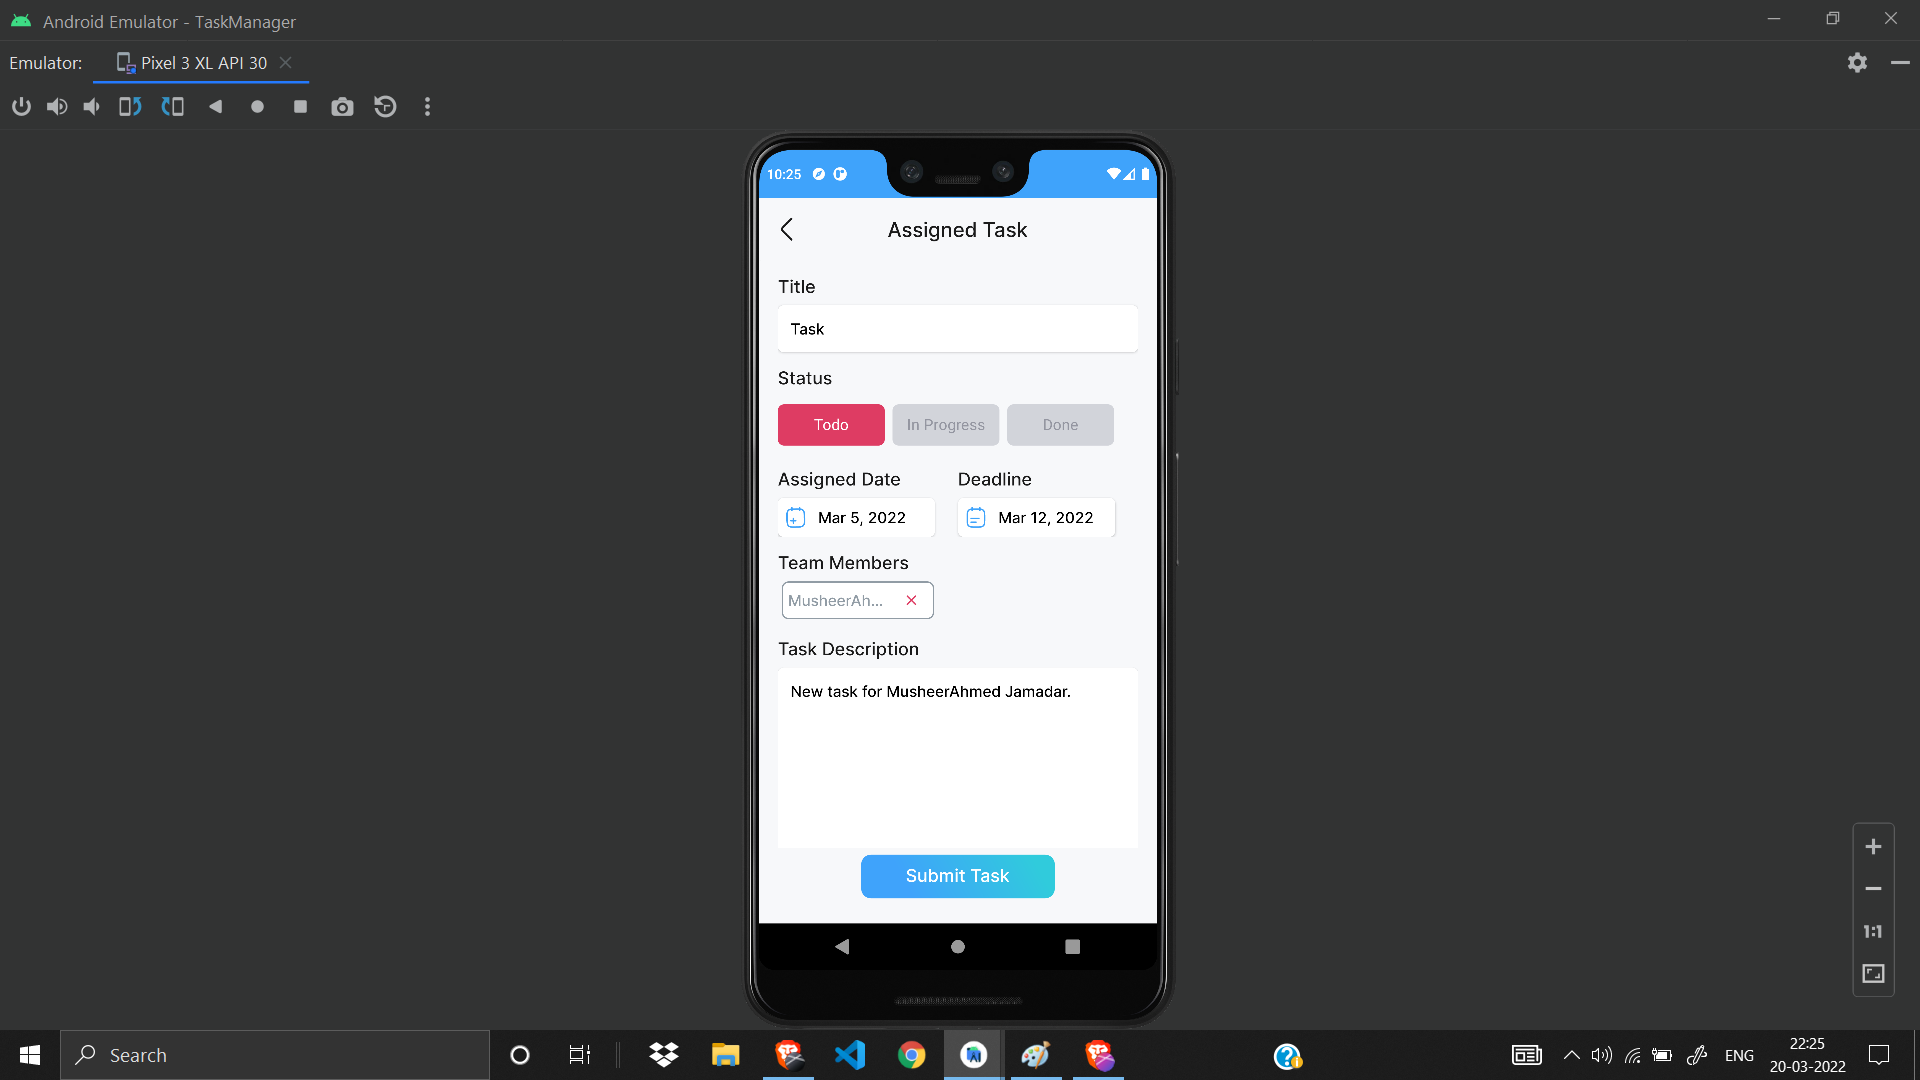 Android Emulator - TaskManager
Emulator: Pixel 3 XL API 30
10:25
Assigned Task
Title
Task
Status
Todo In Progress Done
Assigned Date Deadline
Mar 5, 2022 Mar 12, 2022
Team Members
MusheerAh...
Task Description
New task for MusheerAhmed Jamadar.
Submit Task
1:1
Search
ENG
22:25
20-03-2022